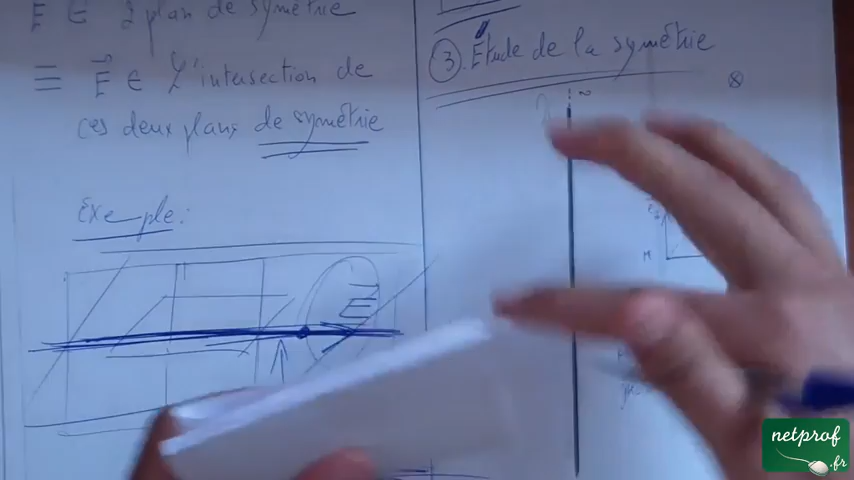 E ∈ 2 plan de symétrie
≡ E ∈ L'intersection de
ces deux plans de symétrie
Exemple:
E
3. Étude de la symétrie
∞
M
netprof
.fr